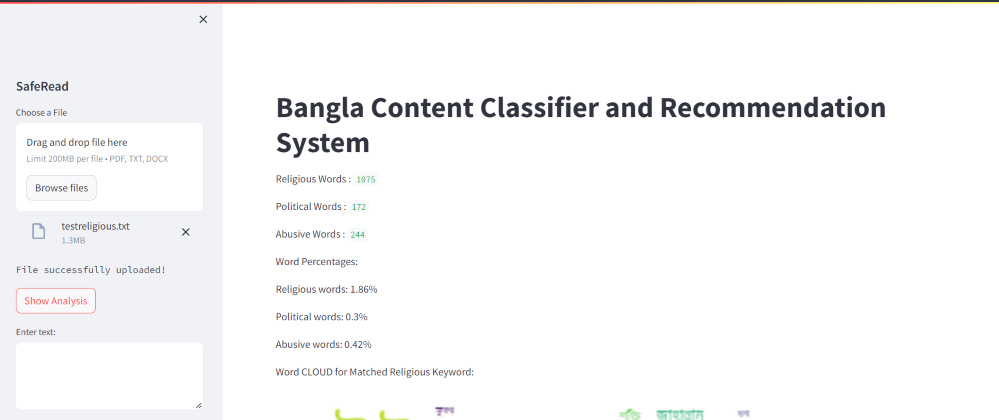 SafeRead
Choose a File
Drag and drop file here
Limit 200MB per file • PDF, TXT, DOCX
Browse files
testreligious.txt
1.3MB
File successfully uploaded!
Show Analysis
Enter text:
Bangla Content Classifier and Recommendation
System
Religious Words : 1075
Political Words : 172
Abusive Words : 244
Word Percentages:
Religious words: 1.86%
Political words: 0.3%
Abusive words: 0.42%
Word CLOUD for Matched Religious Keyword: